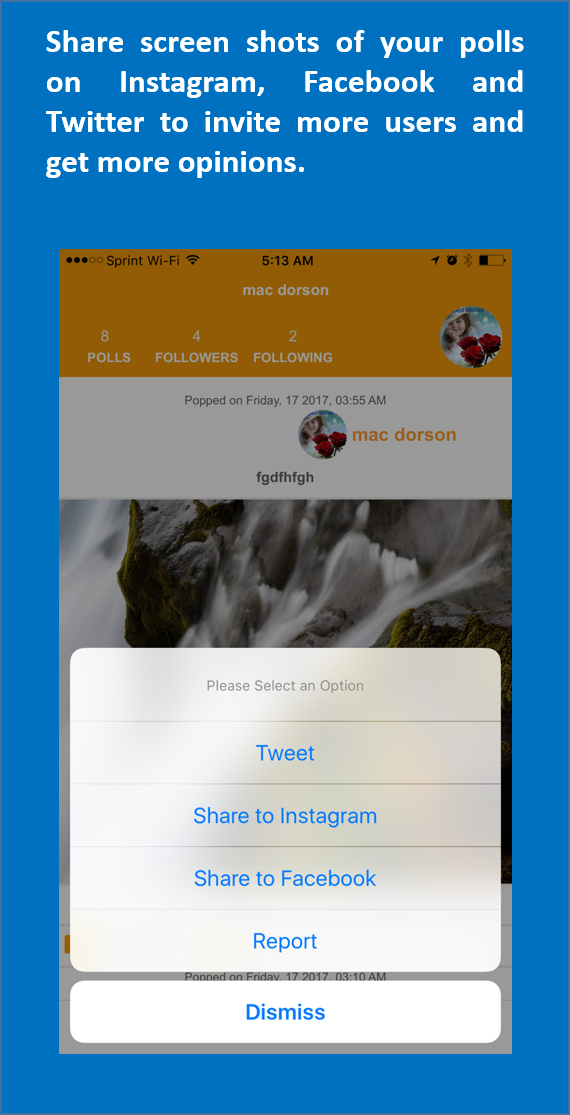 Share screen shots of your polls
on Instagram, Facebook and
Twitter to invite more users and
get more opinions.
Sprint Wi-Fi 5:13 AM
mac dorson
8 4 2
POLLS FOLLOWERS FOLLOWING
Popped on Friday, 17 2017, 03:55 AM
mac dorson
fgdfhfgh
Please Select an Option
Tweet
Share to Instagram
Share to Facebook
Report
Popped on Friday, 17 2017, 03:10 AM
Dismiss